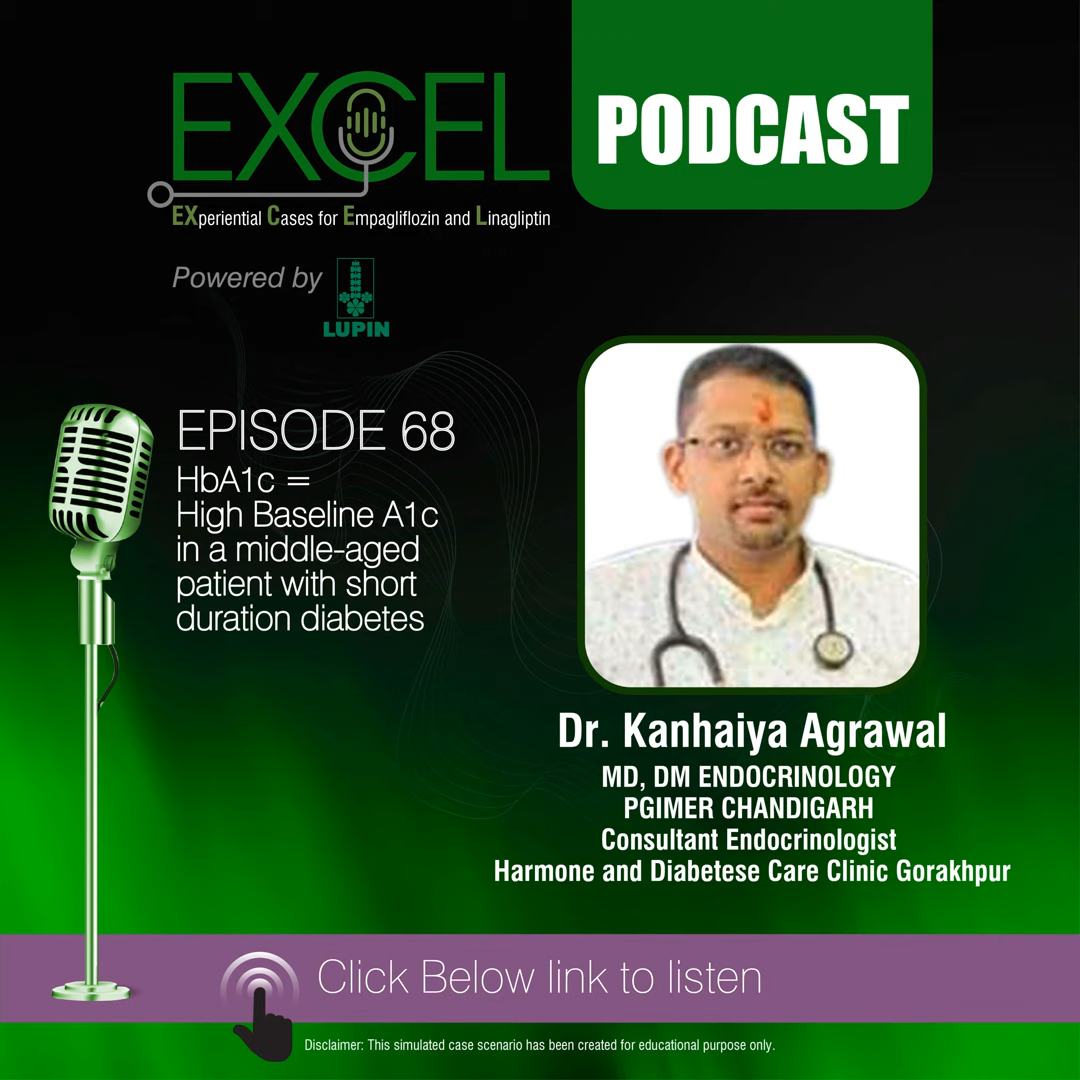 EXCEL
PODCAST
EXperiential Cases for Empagliflozin and Linagliptin
Powered by
LUPIN
EPISODE 68
HbA1c =
High Baseline A1c
in a middle-aged
patient with short
duration diabetes
Dr. Kanhaiya Agrawal
MD, DM ENDOCRINOLOGY
PGIMER CHANDIGARH
Consultant Endocrinologist
Harmone and Diabetese Care Clinic Gorakhpur
Click Below link to listen
Disclaimer: This simulated case scenario has been created for educational purpose only.